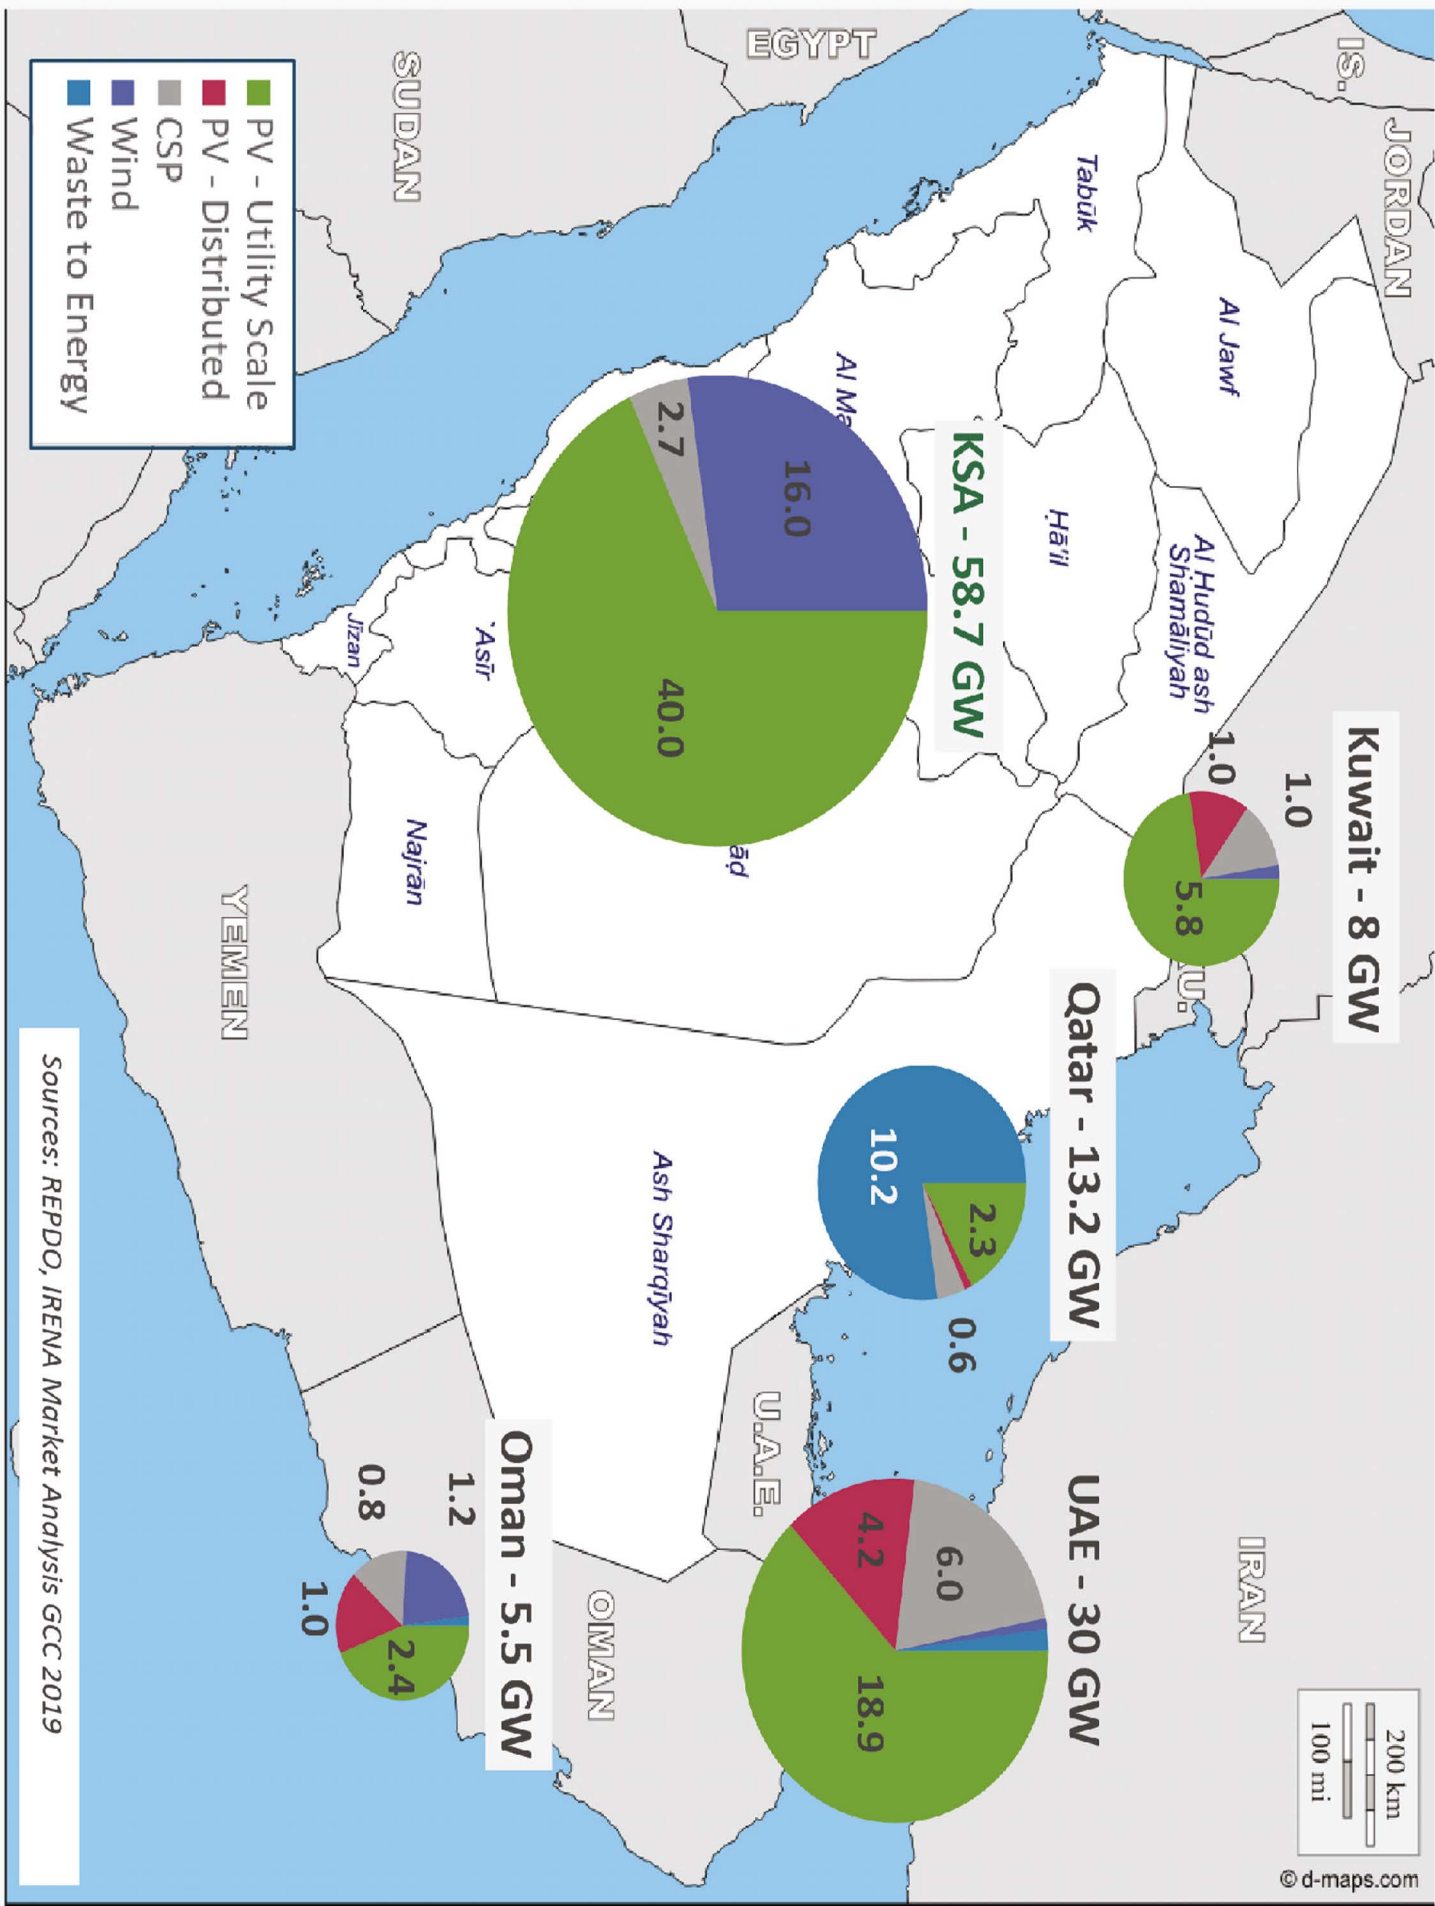 IS.
JORDAN
EGYPT
SUDAN
Tabūk
Al Jawf
Al Ḥudūd ash
Shamālīyah
Ḥā'il
Al Ma
KSA - 58.7 GW
16.0
2.7
40.0
āḍ
`Asīr
Jīzan
Najrān
YEMEN
Kuwait - 8 GW
1.0
1.0
5.8
U.
Qatar - 13.2 GW
10.2
2.3
0.6
Ash Sharqīyah
U.A.E.
UAE - 30 GW
4.2
6.0
18.9
IRAN
OMAN
Oman - 5.5 GW
1.2
0.8
1.0
2.4
200 km
100 mi
© d-maps.com
PV - Utility Scale
PV - Distributed
CSP
Wind
Waste to Energy
Sources: REPDO, IRENA Market Analysis GCC 2019